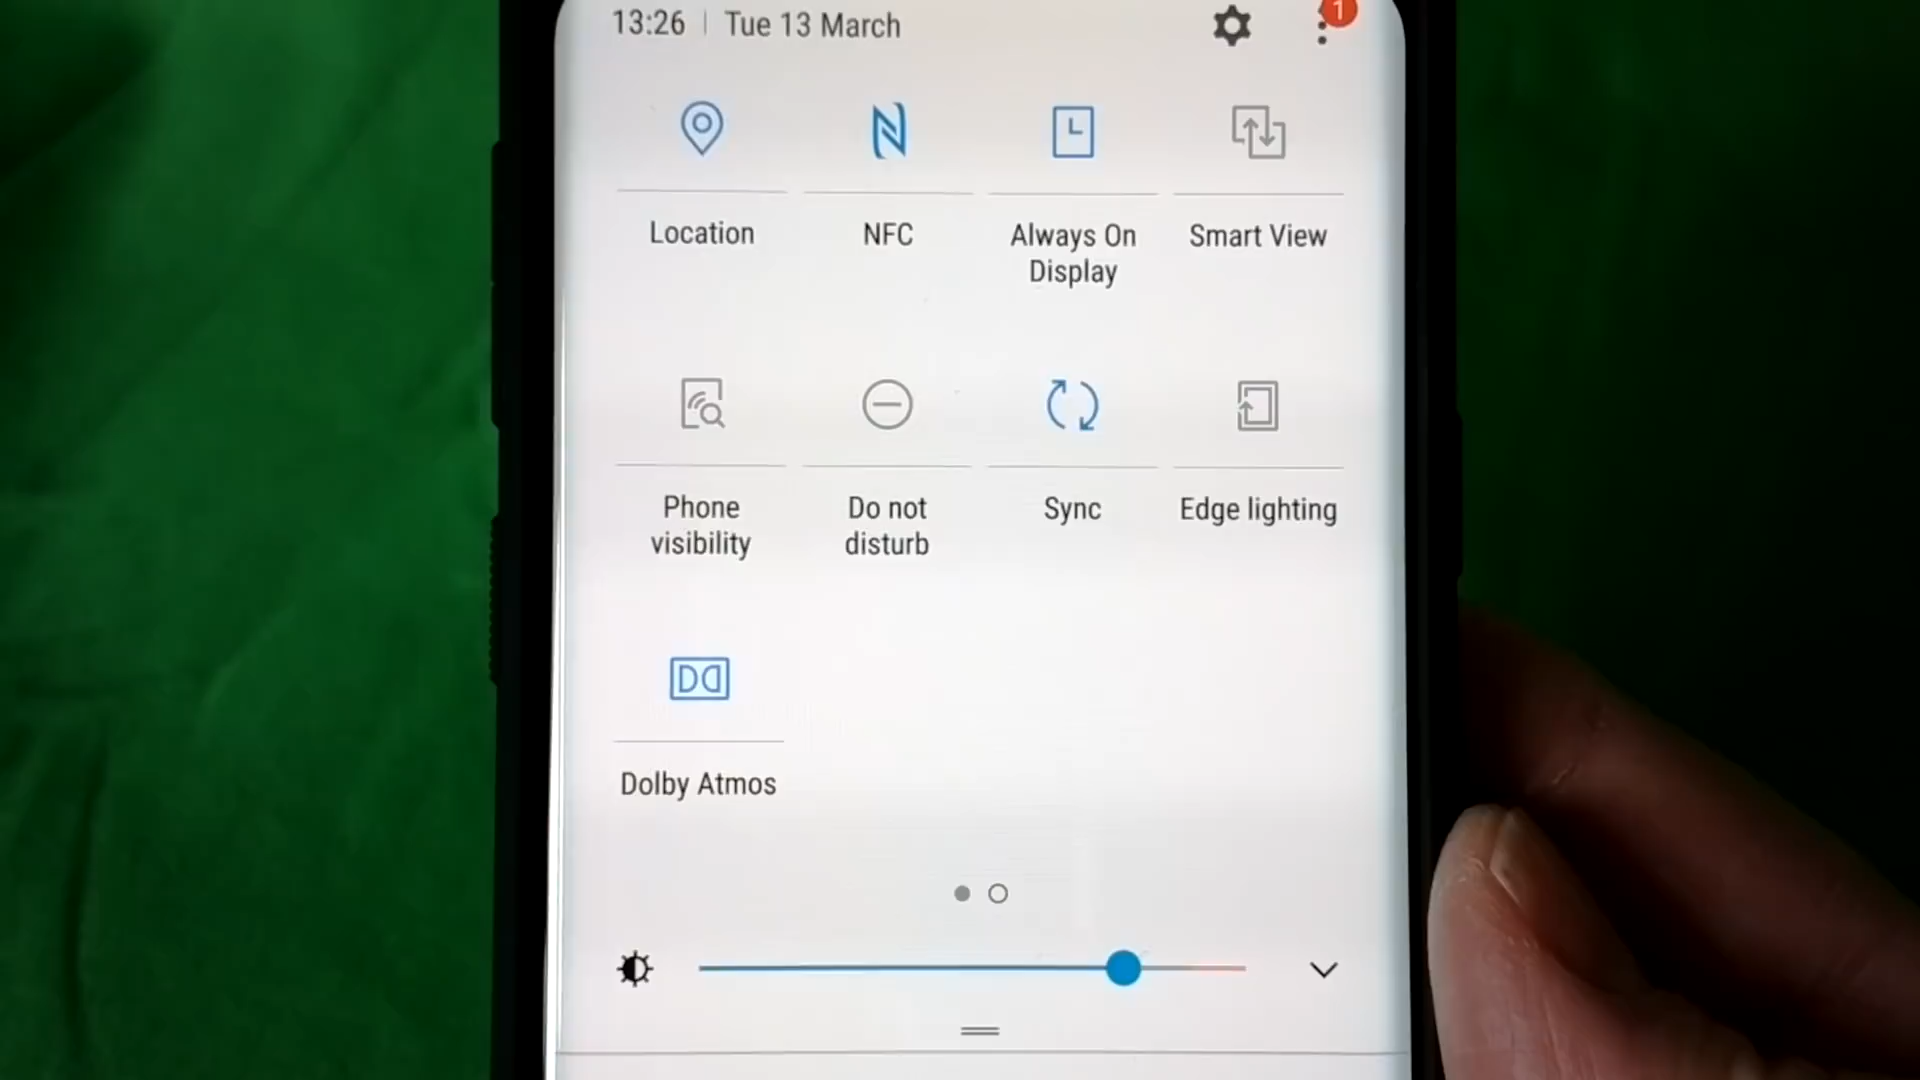 13:26 | Tue 13 March
1
Location
NFC
Always On
Display
Smart View
Phone
visibility
Do not
disturb
Sync
Edge lighting
Dolby Atmos